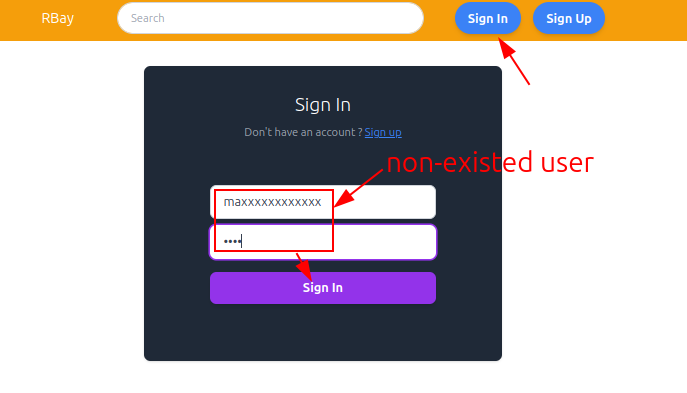 RBay Search Sign In Sign Up
Sign In
Don't have an account ? Sign up
non-existed user
maxxxxxxxxxxxx
••••
Sign In